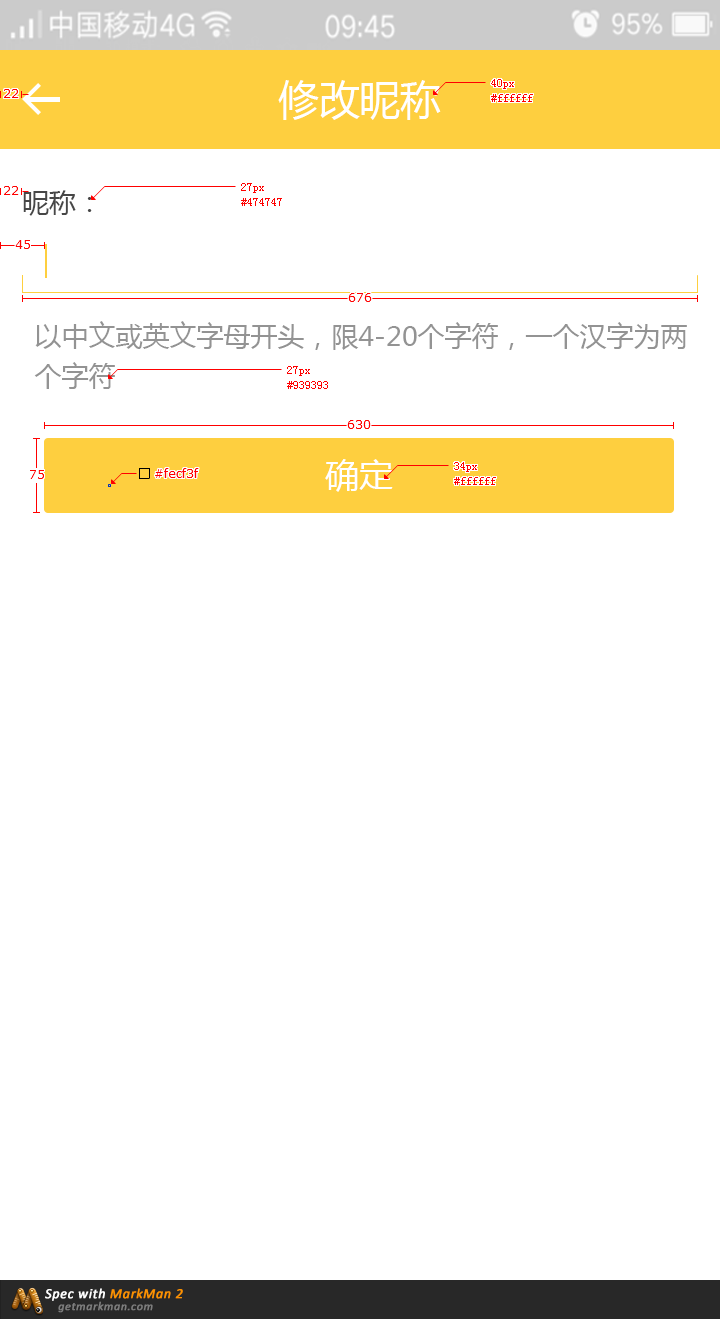 中国移动4G 09:45 95%
22 修改昵称 40px
#ffffff
22 昵称： 27px
#474747
45
676
以中文或英文字母开头，限4-20个字符，一个汉字为两
个字符 27px
#939393
630
75 #fecf3f 确定 34px
#ffffff
Spec with MarkMan 2
getmarkman.com